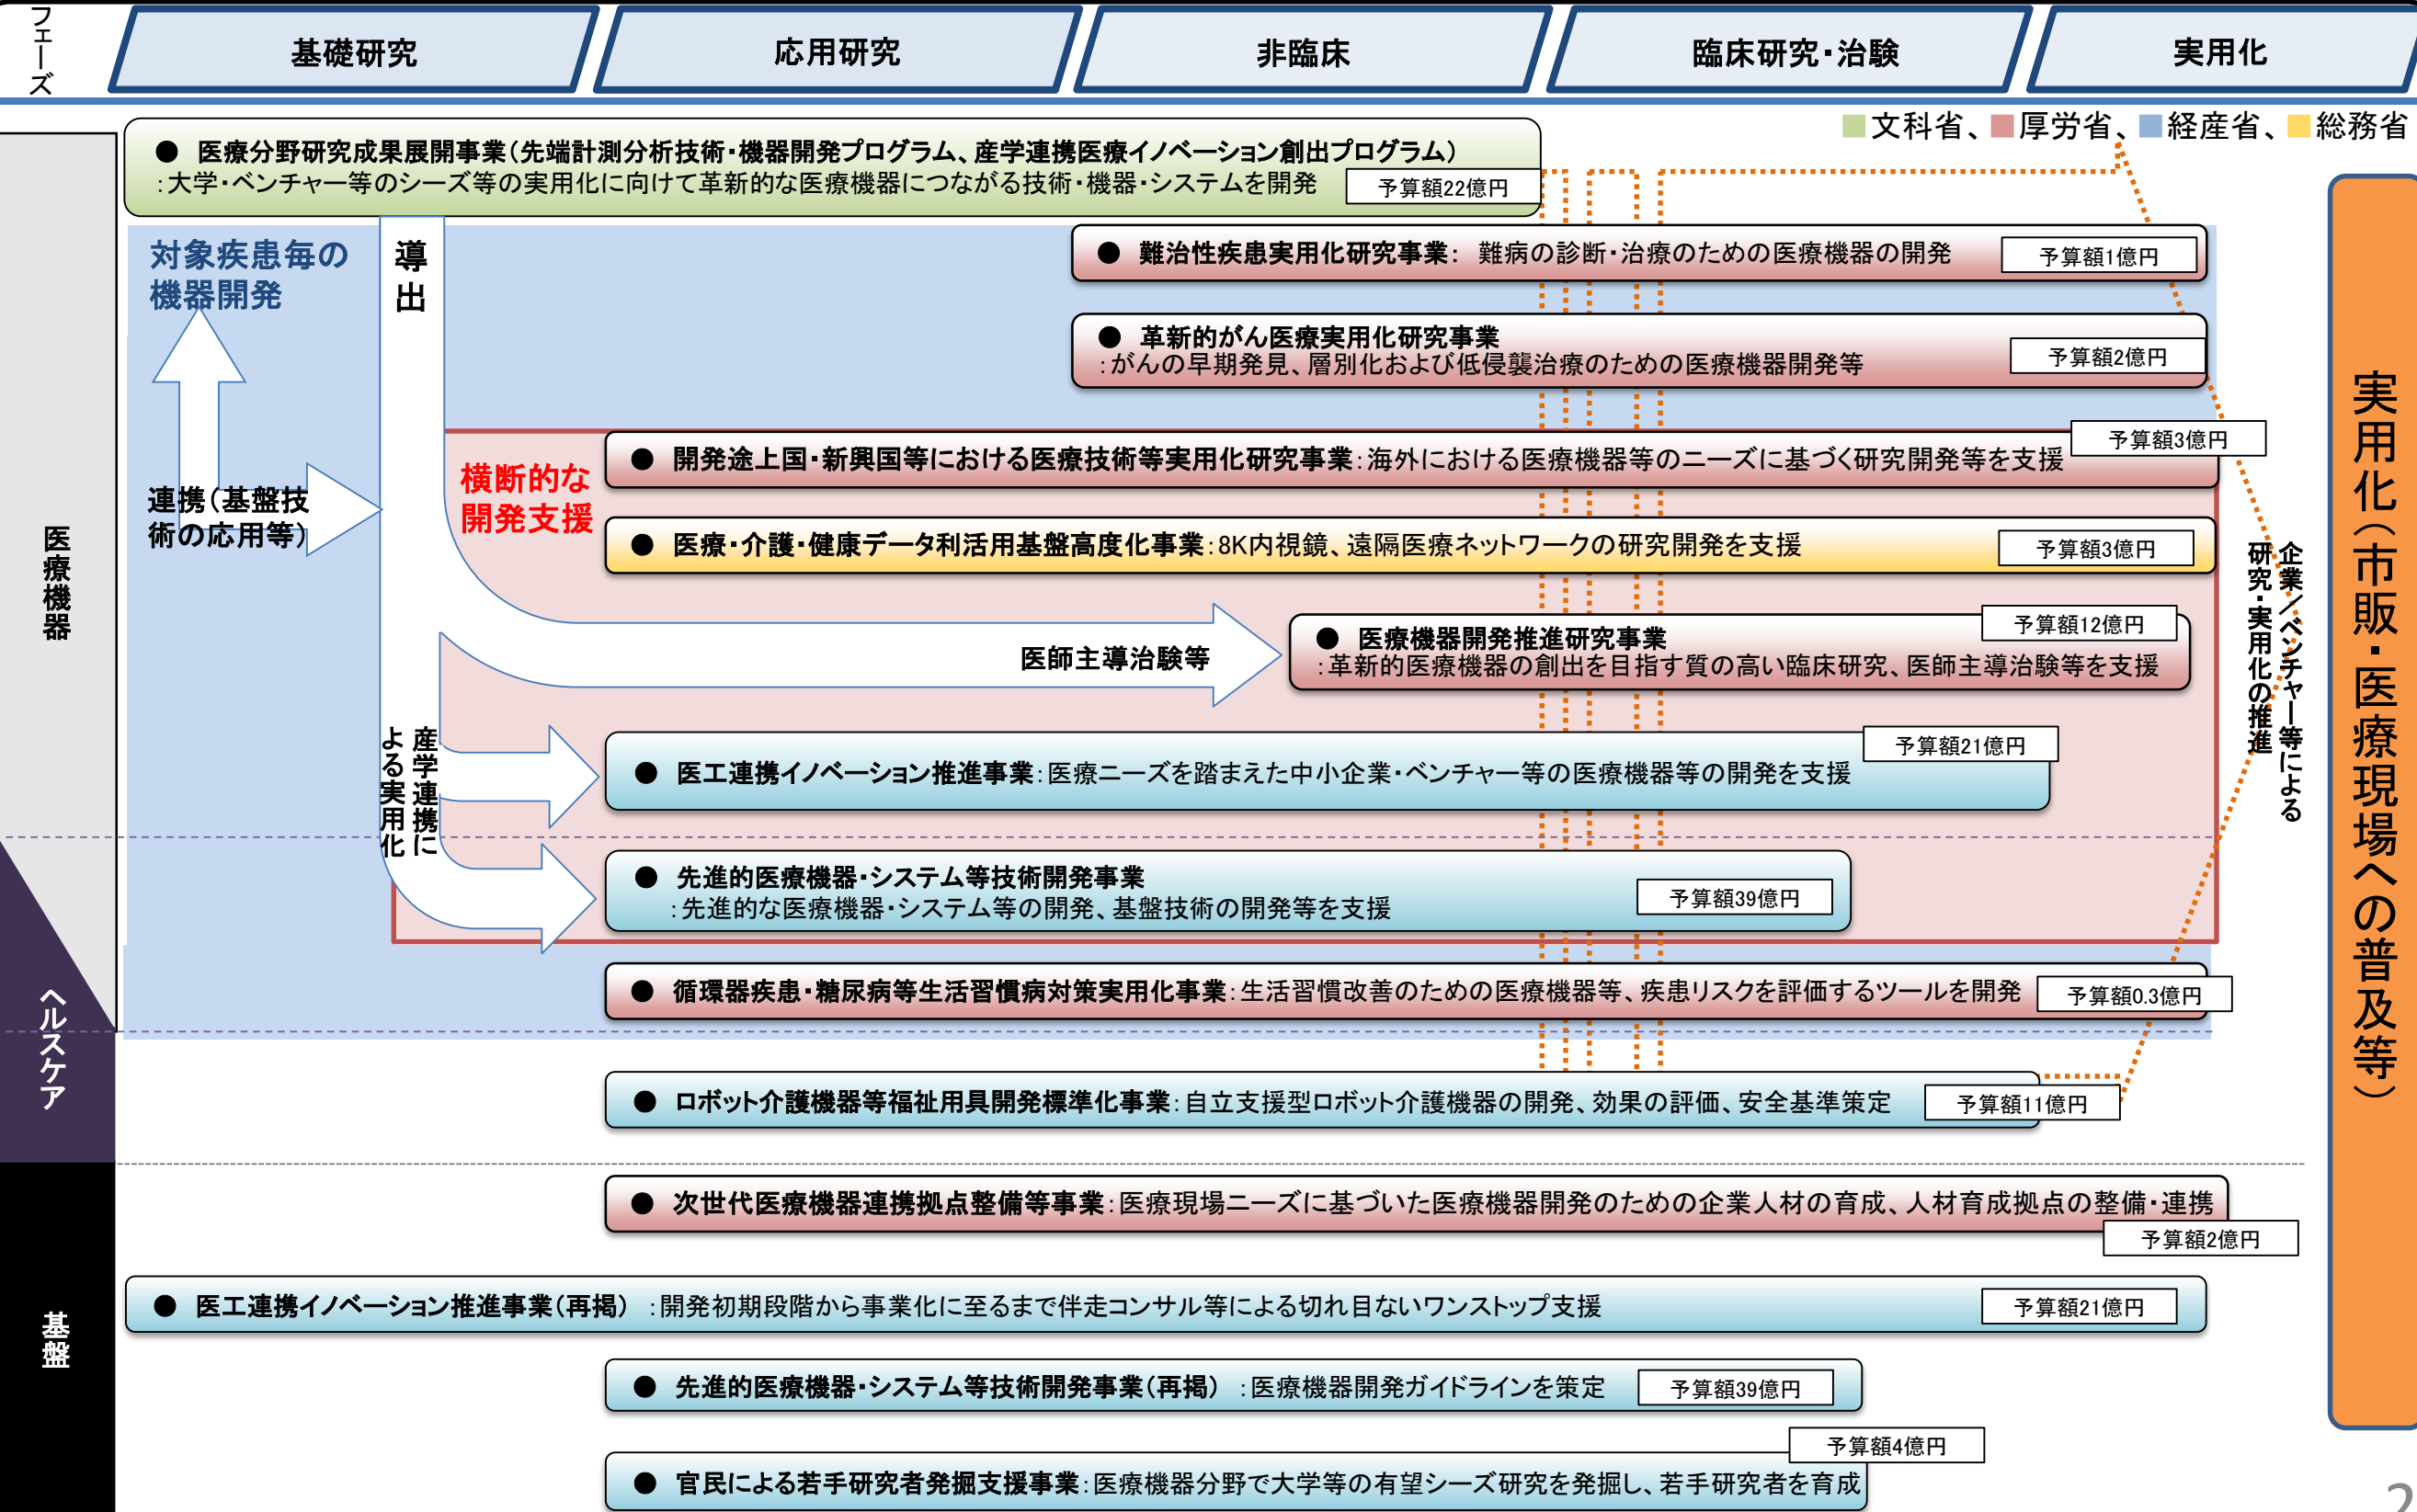 フェーズ
基礎研究
応用研究
非臨床
臨床研究・治験
実用化
文科省、厚労省、経産省、総務省
● 医療分野研究成果展開事業（先端計測分析技術・機器開発プログラム、産学連携医療イノベーション創出プログラム）
：大学・ベンチャー等のシーズ等の実用化に向けて革新的な医療機器につながる技術・機器・システムを開発
予算額22億円
対象疾患毎の
機器開発
導出
● 難治性疾患実用化研究事業： 難病の診断・治療のための医療機器の開発
予算額1億円
● 革新的がん医療実用化研究事業
：がんの早期発見、層別化および低侵襲治療のための医療機器開発等
予算額2億円
連携（基盤技
術の応用等）
横断的な
開発支援
● 開発途上国・新興国等における医療技術等実用化研究事業：海外における医療機器等のニーズに基づく研究開発等を支援
予算額3億円
● 医療・介護・健康データ利活用基盤高度化事業：8K内視鏡、遠隔医療ネットワークの研究開発を支援
予算額3億円
医師主導治験等
● 医療機器開発推進研究事業
：革新的医療機器の創出を目指す質の高い臨床研究、医師主導治験等を支援
予算額12億円
産学連携に
よる実用化
● 医工連携イノベーション推進事業：医療ニーズを踏まえた中小企業・ベンチャー等の医療機器等の開発を支援
予算額21億円
● 先進的医療機器・システム等技術開発事業
：先進的な医療機器・システム等の開発、基盤技術の開発等を支援
予算額39億円
● 循環器疾患・糖尿病等生活習慣病対策実用化事業：生活習慣改善のための医療機器等、疾患リスクを評価するツールを開発
予算額0.3億円
● ロボット介護機器等福祉用具開発標準化事業：自立支援型ロボット介護機器の開発、効果の評価、安全基準策定
予算額11億円
● 次世代医療機器連携拠点整備等事業：医療現場ニーズに基づいた医療機器開発のための企業人材の育成、人材育成拠点の整備・連携
予算額2億円
● 医工連携イノベーション推進事業（再掲） ：開発初期段階から事業化に至るまで伴走コンサル等による切れ目ないワンストップ支援
予算額21億円
● 先進的医療機器・システム等技術開発事業（再掲） ：医療機器開発ガイドラインを策定
予算額39億円
● 官民による若手研究者発掘支援事業：医療機器分野で大学等の有望シーズ研究を発掘し、若手研究者を育成
予算額4億円
医療機器
ヘルスケア
基盤
企業／ベンチャー等による
研究・実用化の推進
実用化（市販・医療現場への普及等）
2